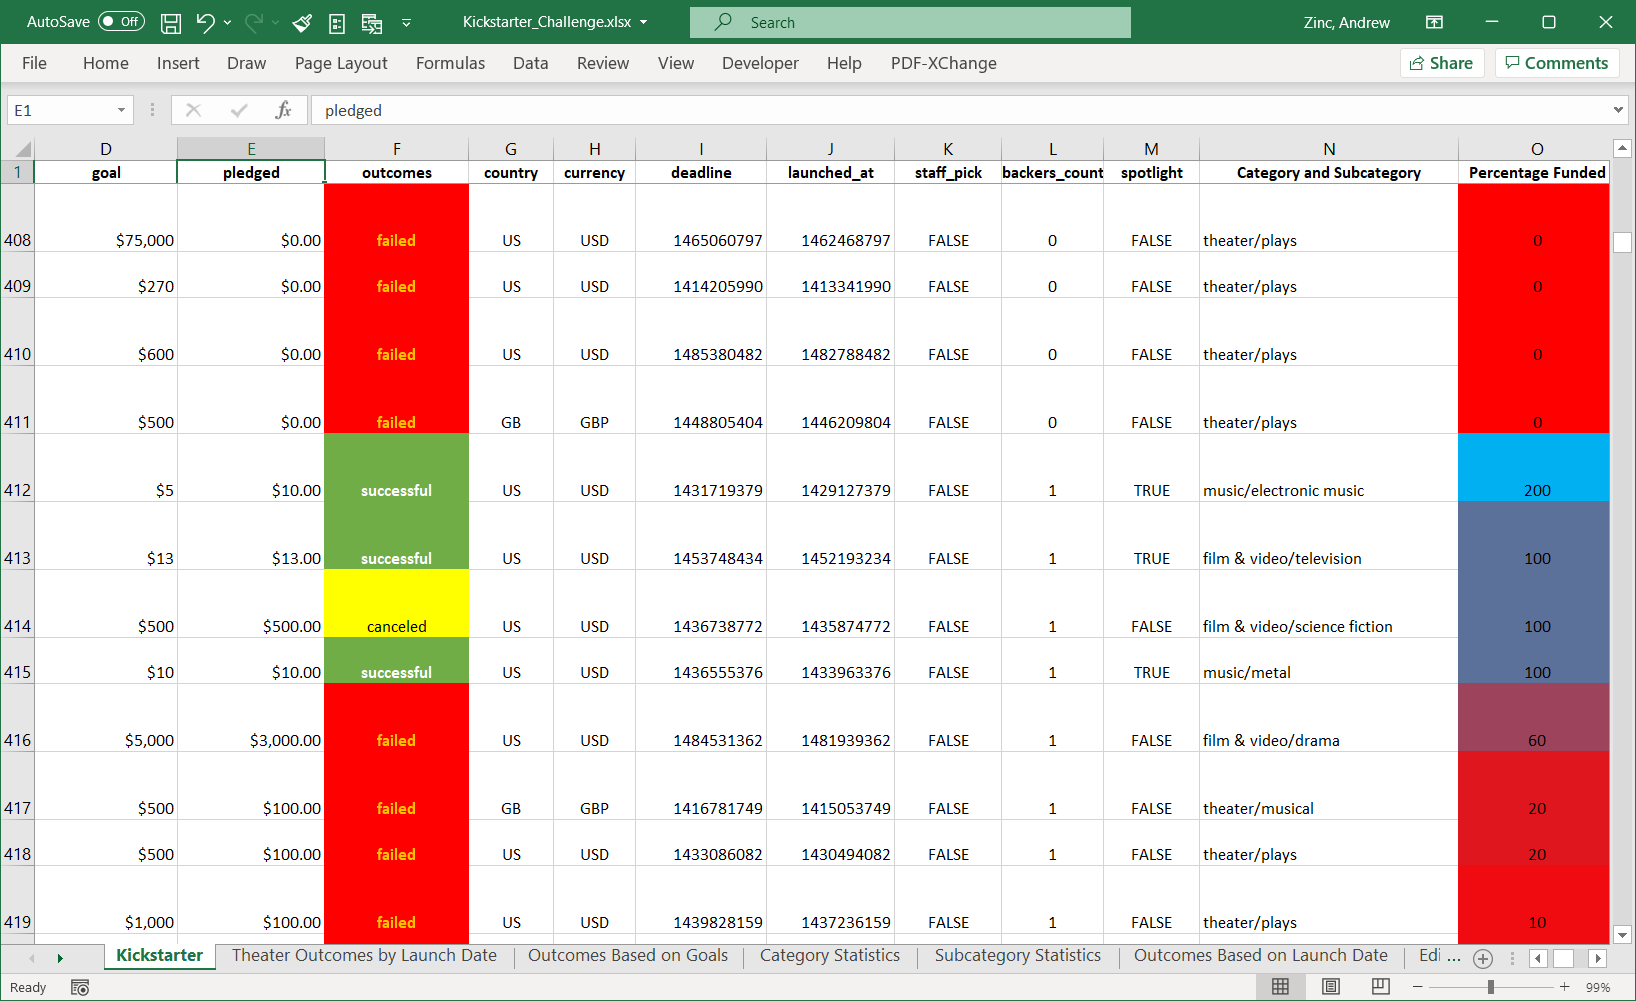 AutoSave Off Kickstarter_Challenge.xlsx Search Zinc, Andrew
File Home Insert Draw Page Layout Formulas Data Review View Developer Help PDF-XChange Share Comments
E1 fx pledged
D E F G H I J K L M N O
1 goal pledged outcomes country currency deadline launched_at staff_pick backers_count spotlight Category and Subcategory Percentage Funded
408 $75,000 $0.00 failed US USD 1465060797 1462468797 FALSE 0 FALSE theater/plays 0
409 $270 $0.00 failed US USD 1414205990 1413341990 FALSE 0 FALSE theater/plays 0
410 $600 $0.00 failed US USD 1485380482 1482788482 FALSE 0 FALSE theater/plays 0
411 $500 $0.00 failed GB GBP 1448805404 1446209804 FALSE 0 FALSE theater/plays 0
412 $5 $10.00 successful US USD 1431719379 1429127379 FALSE 1 TRUE music/electronic music 200
413 $13 $13.00 successful US USD 1453748434 1452193234 FALSE 1 TRUE film & video/television 100
414 $500 $500.00 canceled US USD 1436738772 1435874772 FALSE 1 FALSE film & video/science fiction 100
415 $10 $10.00 successful US USD 1436555376 1433963376 FALSE 1 TRUE music/metal 100
416 $5,000 $3,000.00 failed US USD 1484531362 1481939362 FALSE 1 FALSE film & video/drama 60
417 $500 $100.00 failed GB GBP 1416781749 1415053749 FALSE 1 FALSE theater/musical 20
418 $500 $100.00 failed US USD 1433086082 1430494082 FALSE 1 FALSE theater/plays 20
419 $1,000 $100.00 failed US USD 1439828159 1437236159 FALSE 1 FALSE theater/plays 10
Kickstarter Theater Outcomes by Launch Date Outcomes Based on Goals Category Statistics Subcategory Statistics Outcomes Based on Launch Date Edi ...
Ready 99%